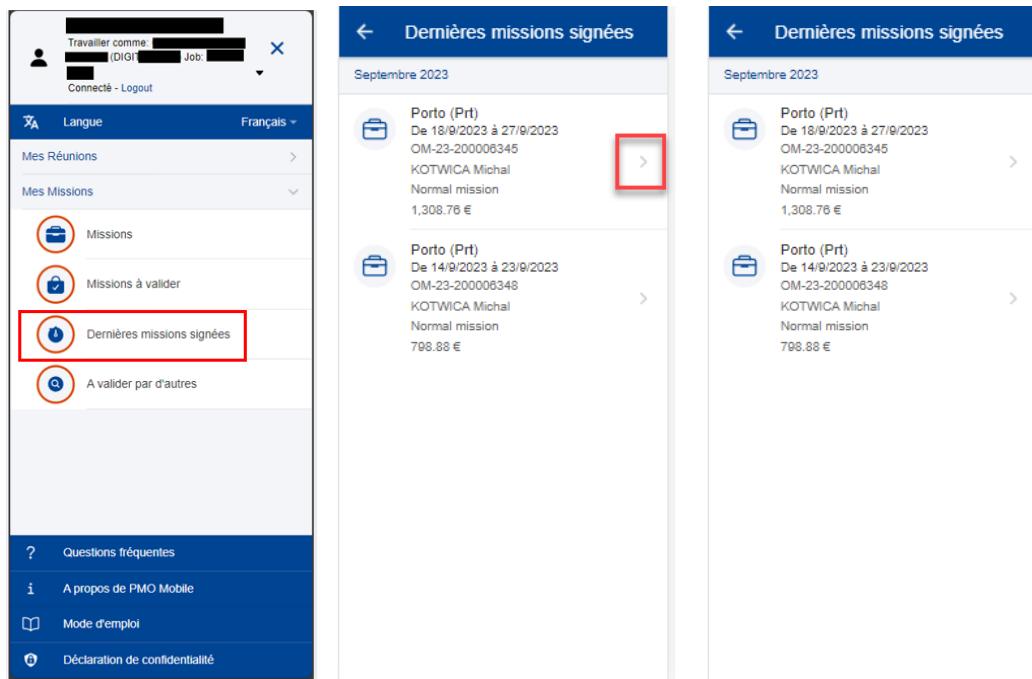 Travailler comme:
(DIGIT Job:
Connecté - Logout
Langue Français
Mes Réunions
Mes Missions
Missions
Missions à valider
Dernières missions signées
A valider par d'autres
? Questions fréquentes
i A propos de PMO Mobile
Mode d'emploi
Déclaration de confidentialité
Dernières missions signées
Septembre 2023
Porto (Prt)
De 18/9/2023 à 27/9/2023
OM-23-200006345
KOTWICA Michal
Normal mission
1,308.76 €
Porto (Prt)
De 14/9/2023 à 23/9/2023
OM-23-200006348
KOTWICA Michal
Normal mission
798.88 €
Dernières missions signées
Septembre 2023
Porto (Prt)
De 18/9/2023 à 27/9/2023
OM-23-200006345
KOTWICA Michal
Normal mission
1,308.76 €
Porto (Prt)
De 14/9/2023 à 23/9/2023
OM-23-200006348
KOTWICA Michal
Normal mission
798.88 €